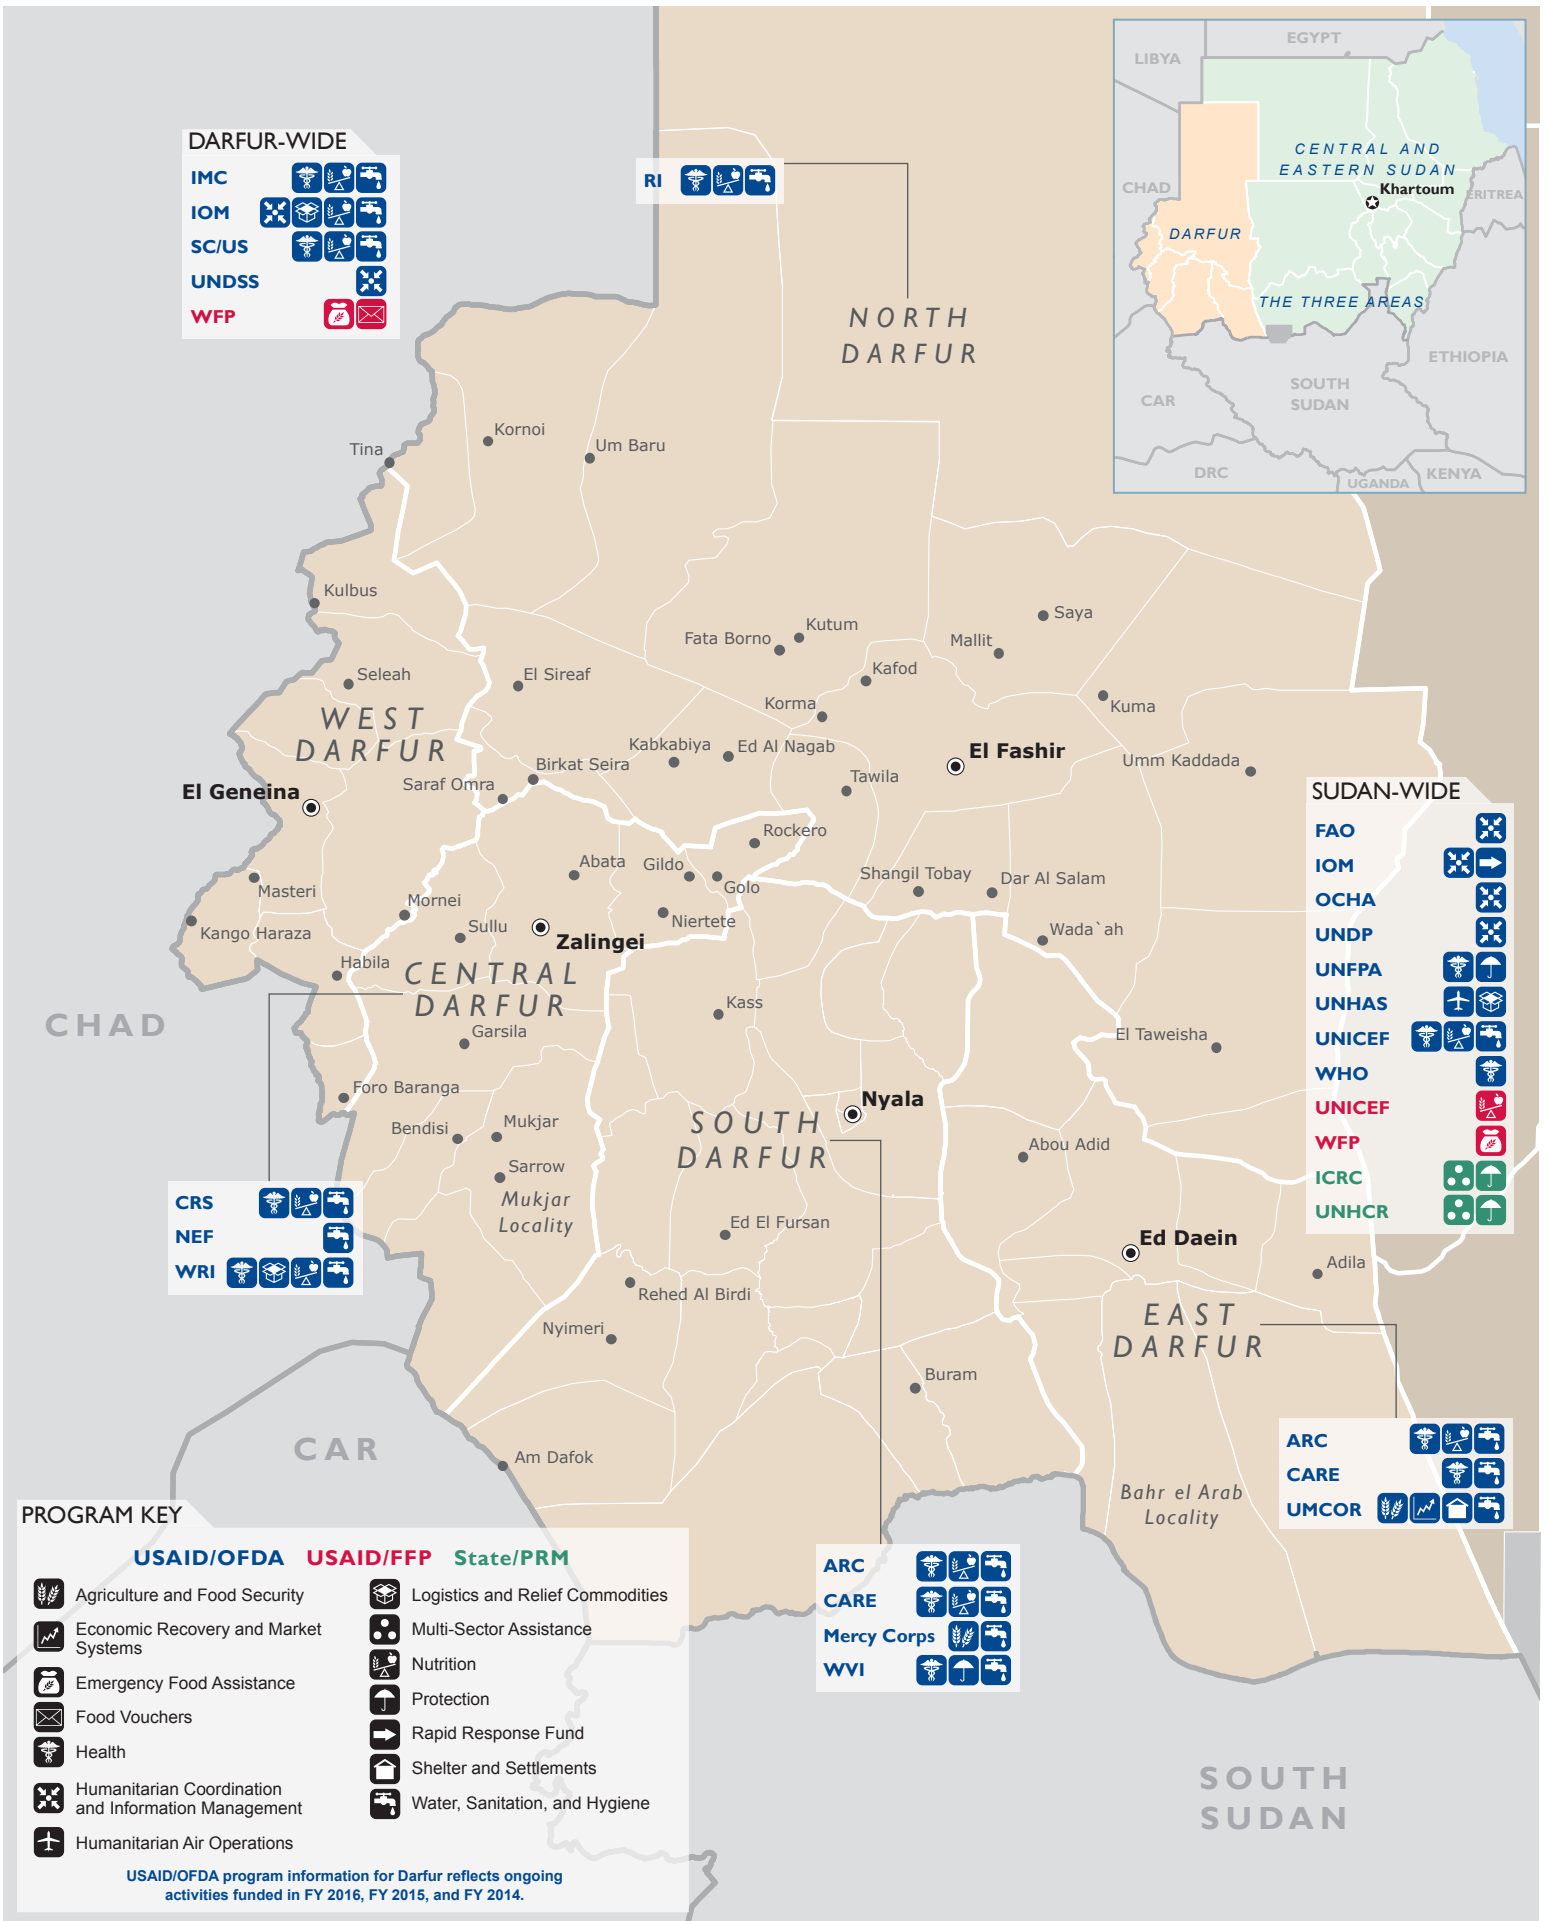 DARFUR-WIDE
IMC
IOM
SC/US
UNDSS
WFP
RI
LIBYA
EGYPT
CENTRAL AND
EASTERN SUDAN
Khartoum
CHAD
ERITREA
DARFUR
THE THREE AREAS
ETHIOPIA
SOUTH
SUDAN
CAR
DRC
UGANDA
KENYA
NORTH
DARFUR
Kornoi
Tina
Um Baru
Kulbus
Saya
Kutum
Fata Borno
Mallit
Seleah
El Sireaf
Kafod
Korma
Kuma
WEST
DARFUR
Kabkabiya
Ed Al Nagab
El Fashir
Birkat Seira
Umm Kaddada
Saraf Omra
Tawila
El Geneina
Rockero
Abata
Gildo
Golo
Shangil Tobay
Dar Al Salam
Masteri
Mornei
Niertete
Kango Haraza
Sullu
Zalingei
Wada`ah
Habila
CENTRAL
DARFUR
Kass
CHAD
Garsila
El Taweisha
Foro Baranga
Nyala
Bendisi
Mukjar
SOUTH
DARFUR
Abou Adid
Sarrow
Mukjar
Locality
Ed El Fursan
Ed Daein
Adila
Rehed Al Birdi
EAST
DARFUR
Nyimeri
Buram
CAR
Am Dafok
Bahr el Arab
Locality
SOUTH
SUDAN
SUDAN-WIDE
FAO
IOM
OCHA
UNDP
UNFPA
UNHAS
UNICEF
WHO
UNICEF
WFP
ICRC
UNHCR
CRS
NEF
WRI
ARC
CARE
UMCOR
ARC
CARE
Mercy Corps
WVI
PROGRAM KEY
USAID/OFDA USAID/FFP State/PRM
Agriculture and Food Security
Economic Recovery and Market
Systems
Emergency Food Assistance
Food Vouchers
Health
Humanitarian Coordination
and Information Management
Humanitarian Air Operations
Logistics and Relief Commodities
Multi-Sector Assistance
Nutrition
Protection
Rapid Response Fund
Shelter and Settlements
Water, Sanitation, and Hygiene
USAID/OFDA program information for Darfur reflects ongoing
activities funded in FY 2016, FY 2015, and FY 2014.